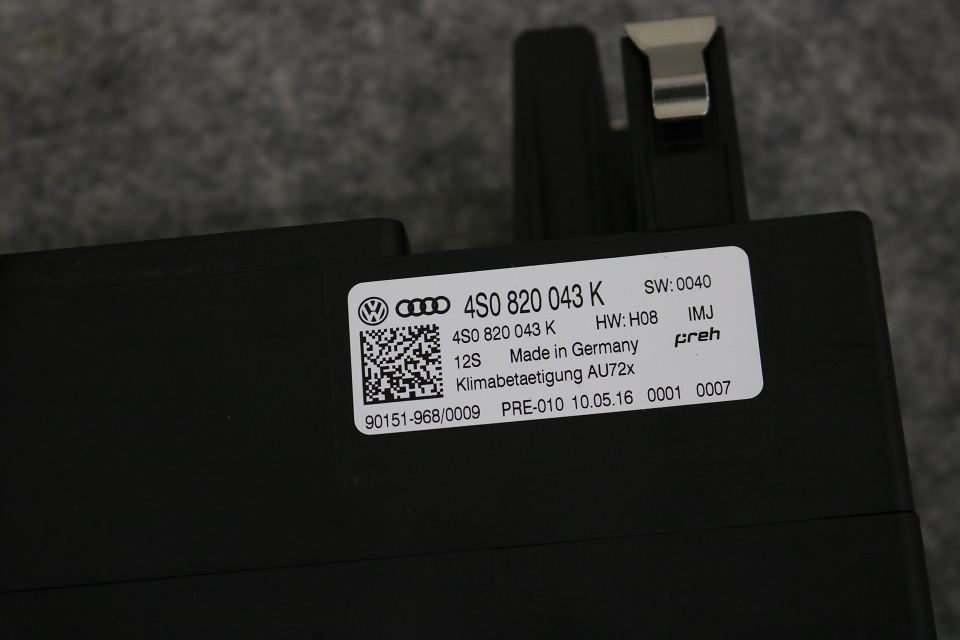 4S0 820 043 K SW: 0040
4S0 820 043 K HW: H08 IMJ
12S Made in Germany preh
Klimabetaetigung AU72x
90151-968/0009 PRE-010 10.05.16 0001 0007